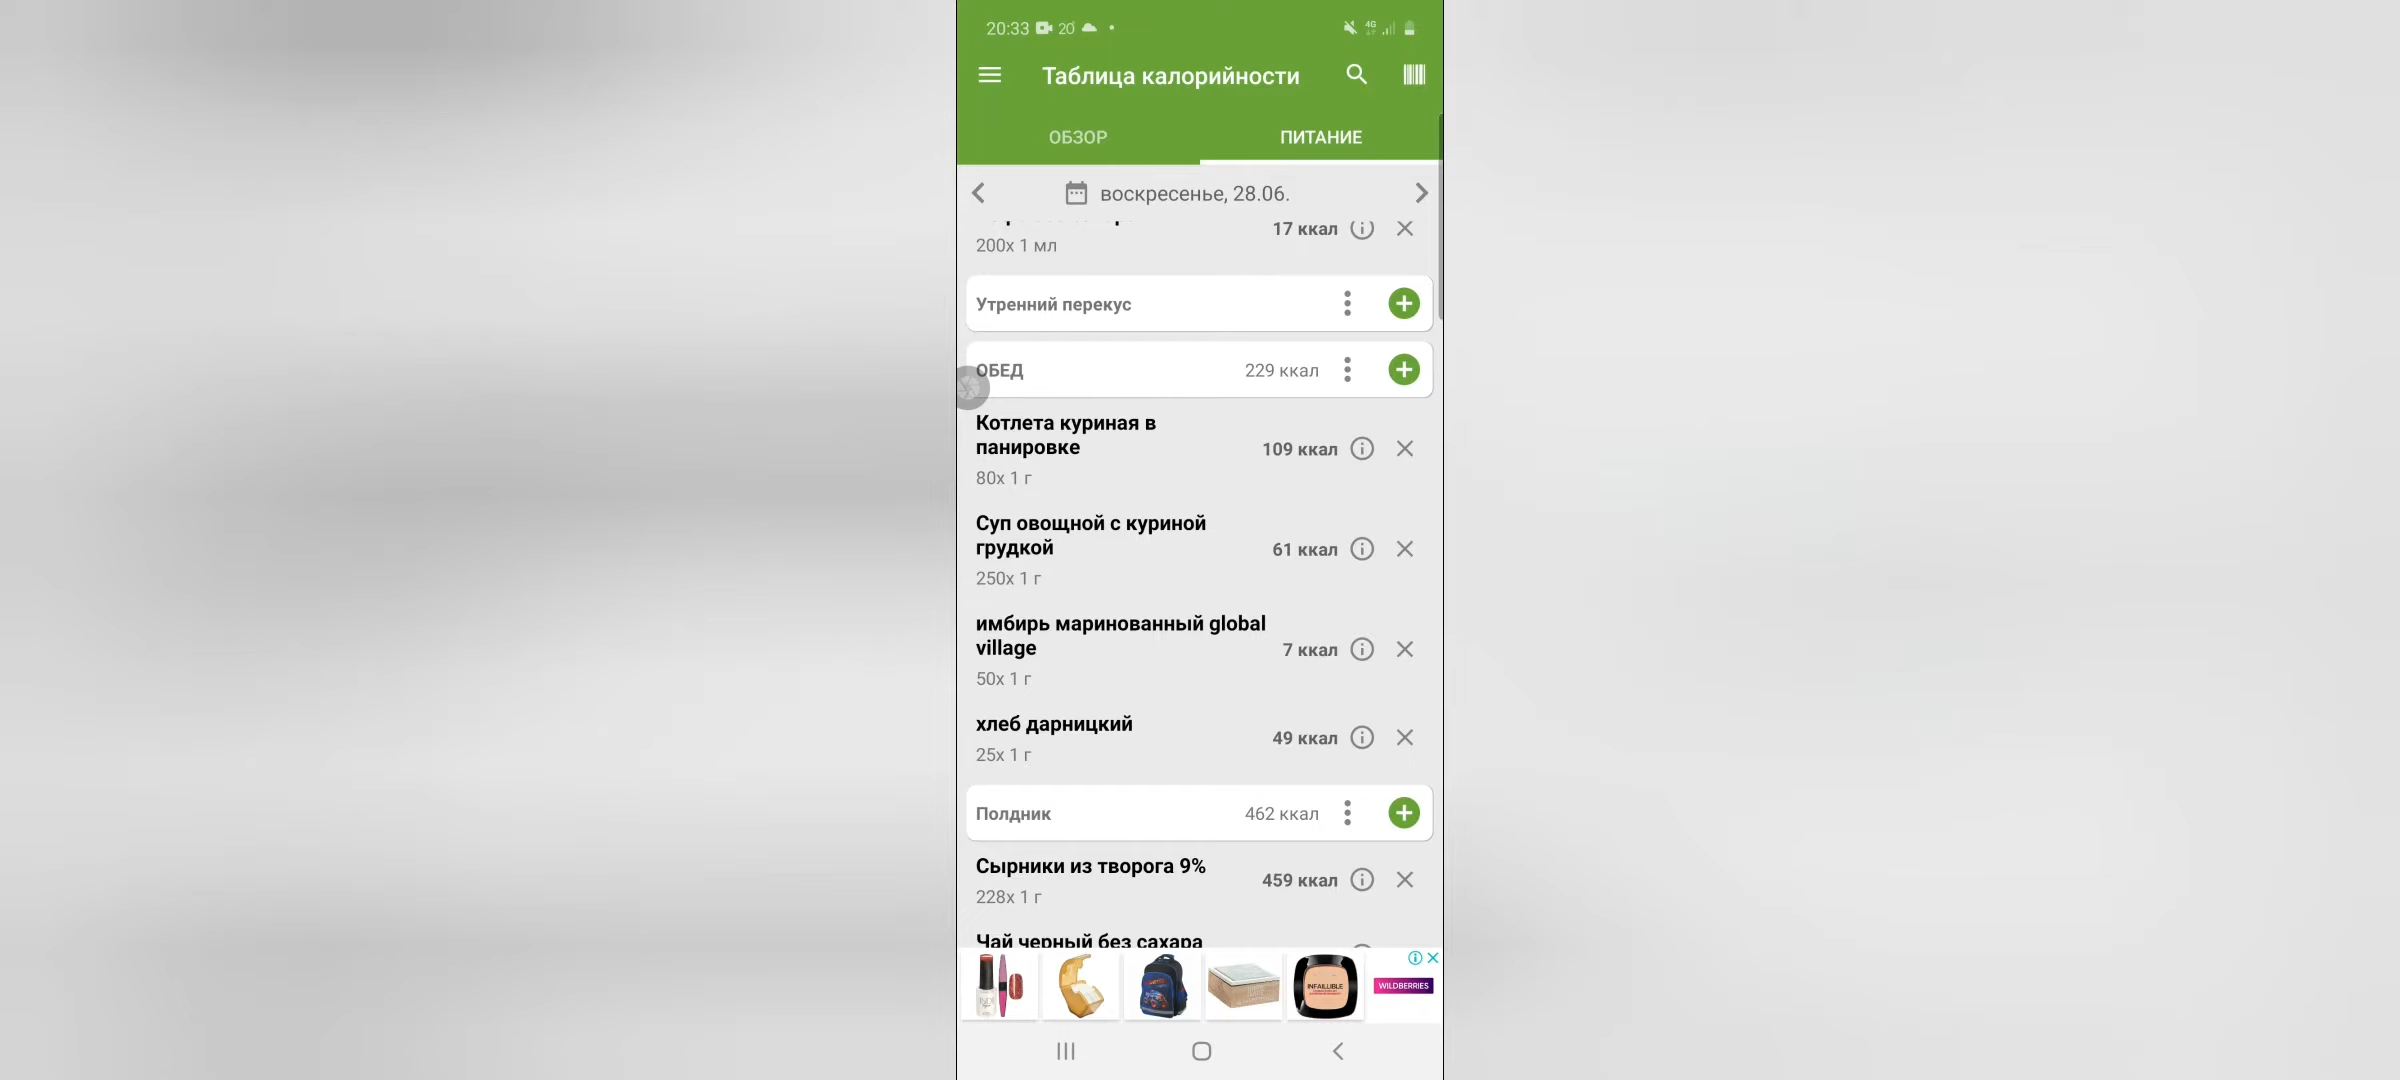 20:33 20° 4G
Таблица калорийности
ОБЗОР ПИТАНИЕ
воскресенье, 28.06.
17 ккал
200x 1 мл
Утренний перекус
ОБЕД 229 ккал
Котлета куриная в
панировке
109 ккал
80x 1 г
Суп овощной с куриной
грудкой
61 ккал
250x 1 г
имбирь маринованный global
village
7 ккал
50x 1 г
хлеб дарницкий
49 ккал
25x 1 г
Полдник 462 ккал
Сырники из творога 9%
459 ккал
228x 1 г
Чай черный без сахара
INFAILLIBLE
WILDBERRIES